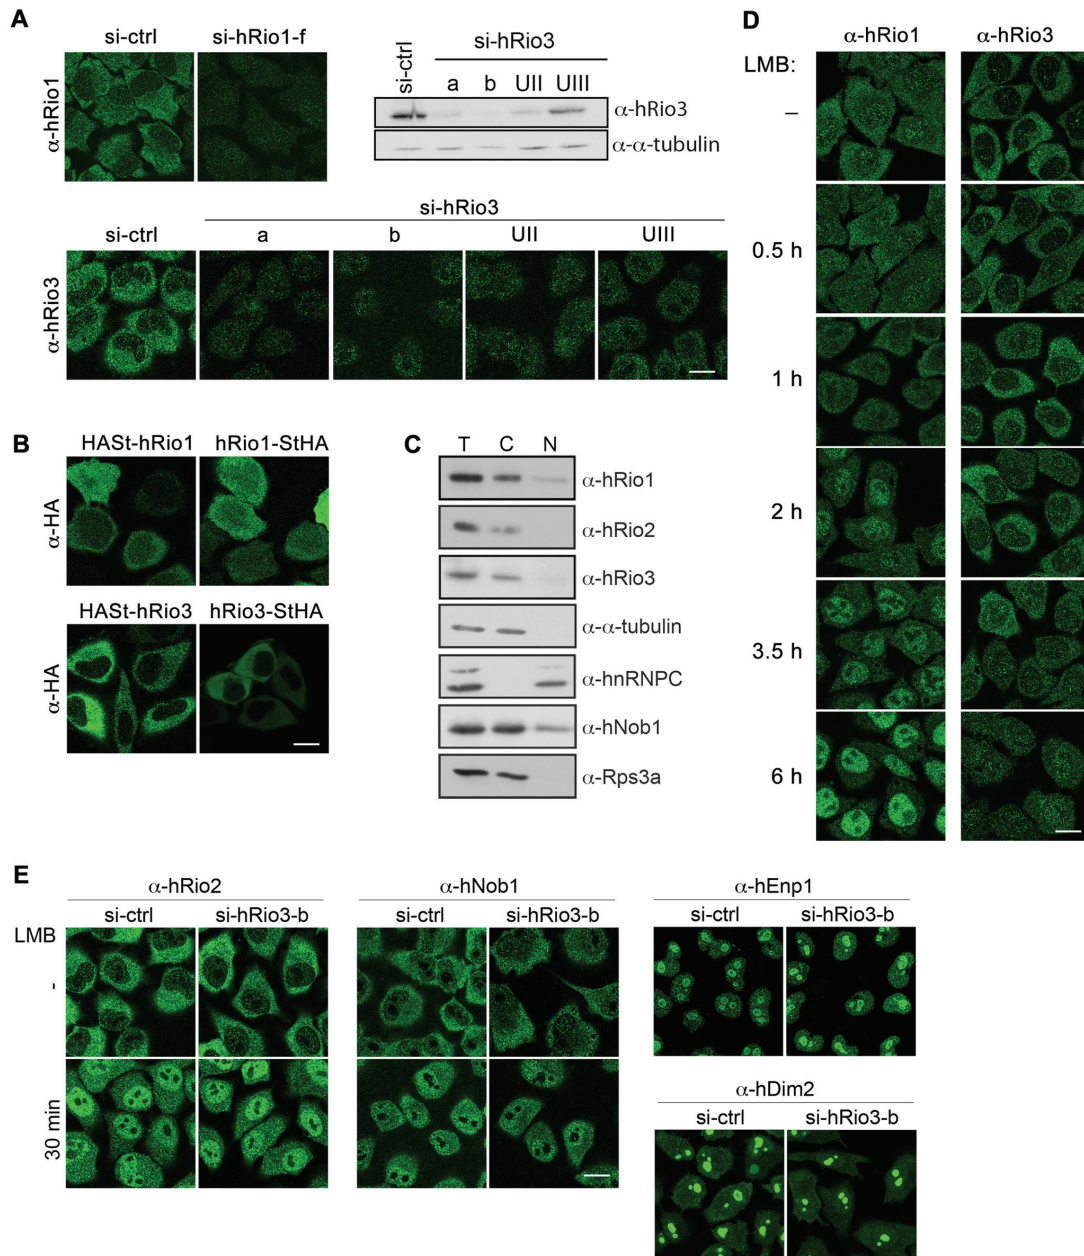 A
si-ctrl si-hRio1-f
α-hRio1
si-hRio3
si-ctrl a b UII UIII
α-hRio3
α-α-tubulin
si-hRio3
si-ctrl a b UII UIII
α-hRio3
B
HASt-hRio1 hRio1-StHA
α-HA
HASt-hRio3 hRio3-StHA
α-HA
C
T C N
α-hRio1
α-hRio2
α-hRio3
α-α-tubulin
α-hnRNPC
α-hNob1
α-Rps3a
D
α-hRio1 α-hRio3
LMB:
–
0.5 h
1 h
2 h
3.5 h
6 h
E
α-hRio2
si-ctrl si-hRio3-b
LMB
-
30 min
α-hNob1
si-ctrl si-hRio3-b
α-hEnp1
si-ctrl si-hRio3-b
α-hDim2
si-ctrl si-hRio3-b